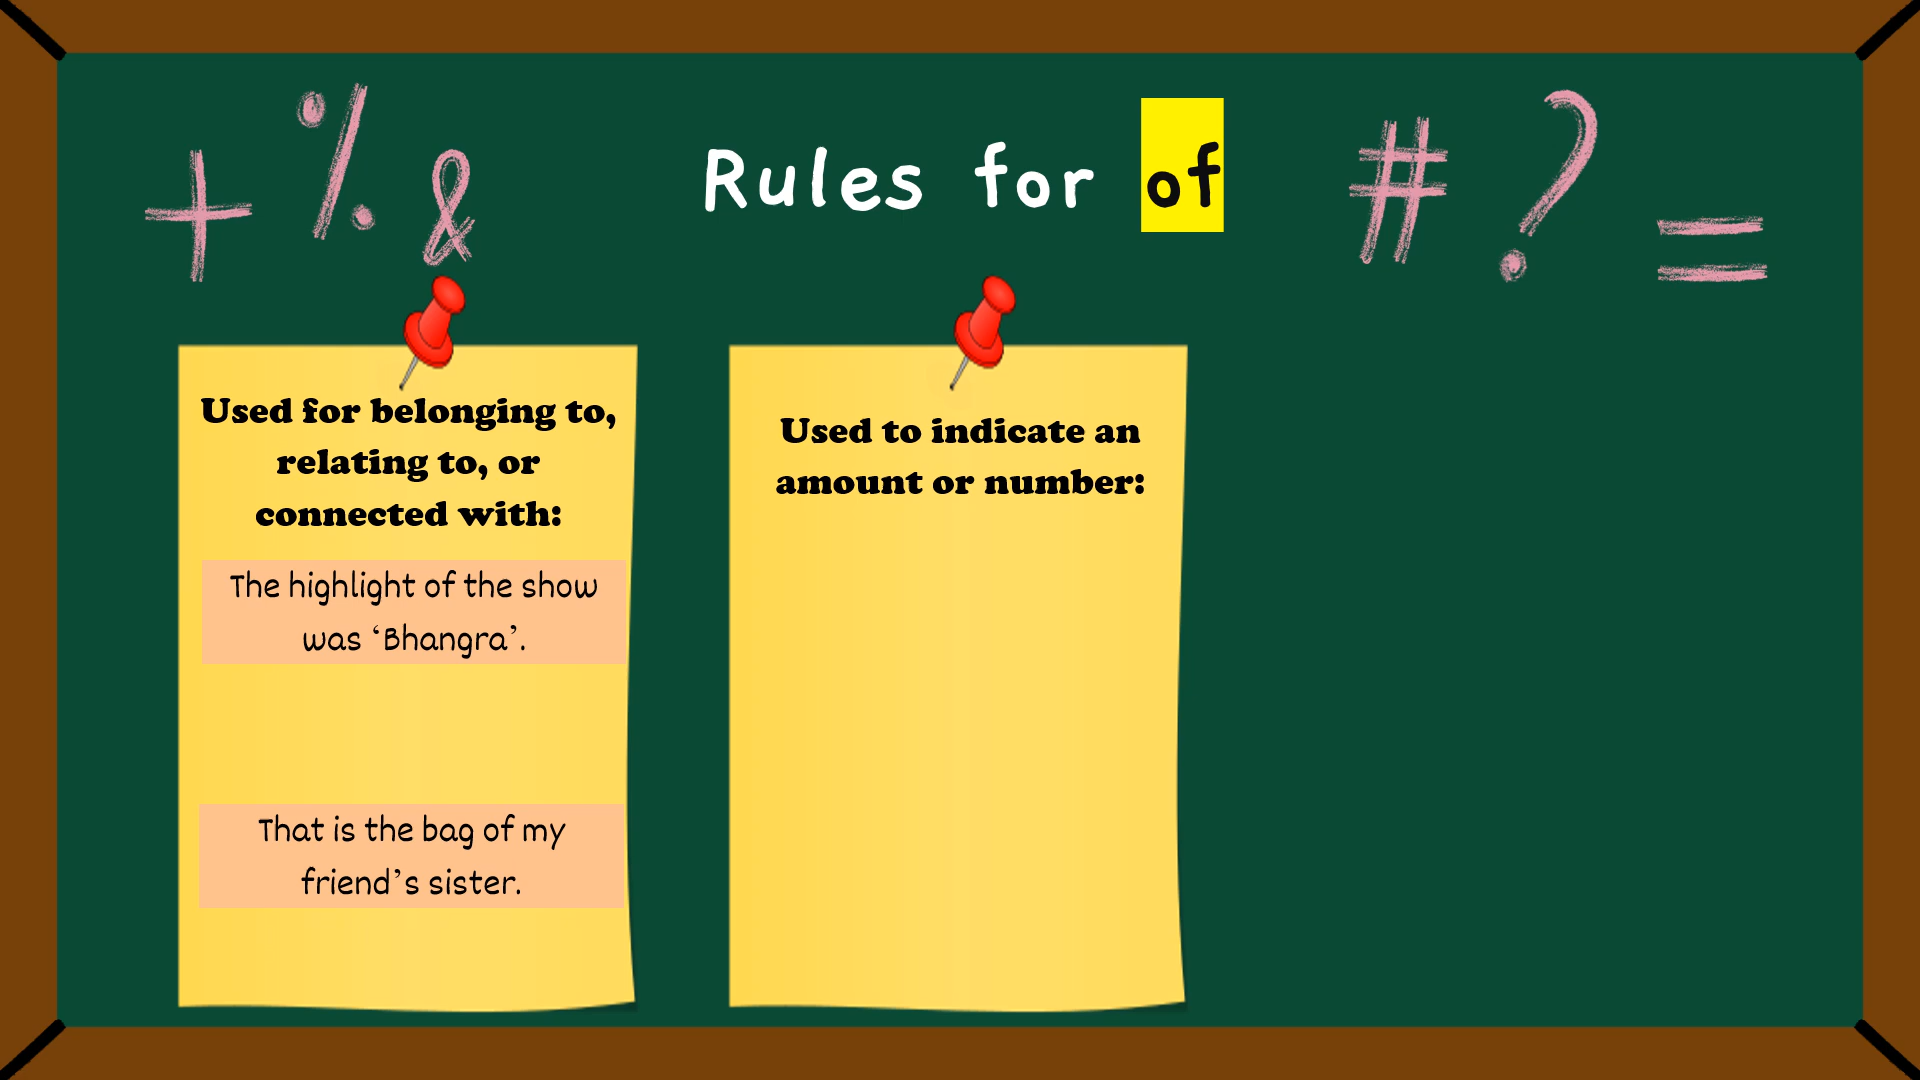 + % & Rules for of # ? =
Used for belonging to,
relating to, or
connected with:
The highlight of the show
was ‘Bhangra’.
That is the bag of my
friend’s sister.
Used to indicate an
amount or number: